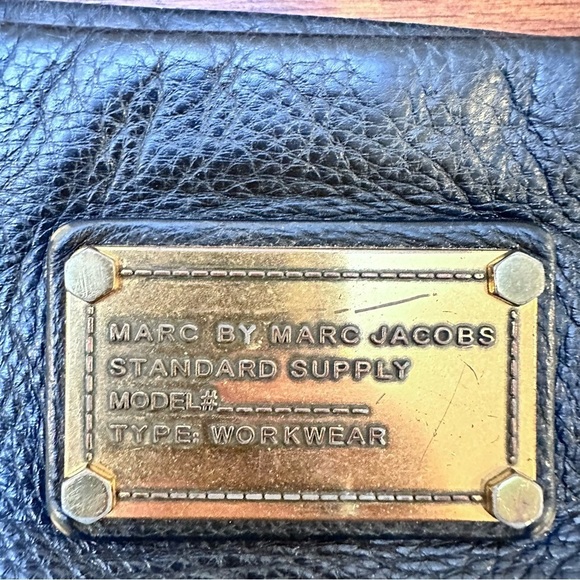 MARC BY MARC JACOBS
STANDARD SUPPLY
MODEL#_________
TYPE: WORKWEAR